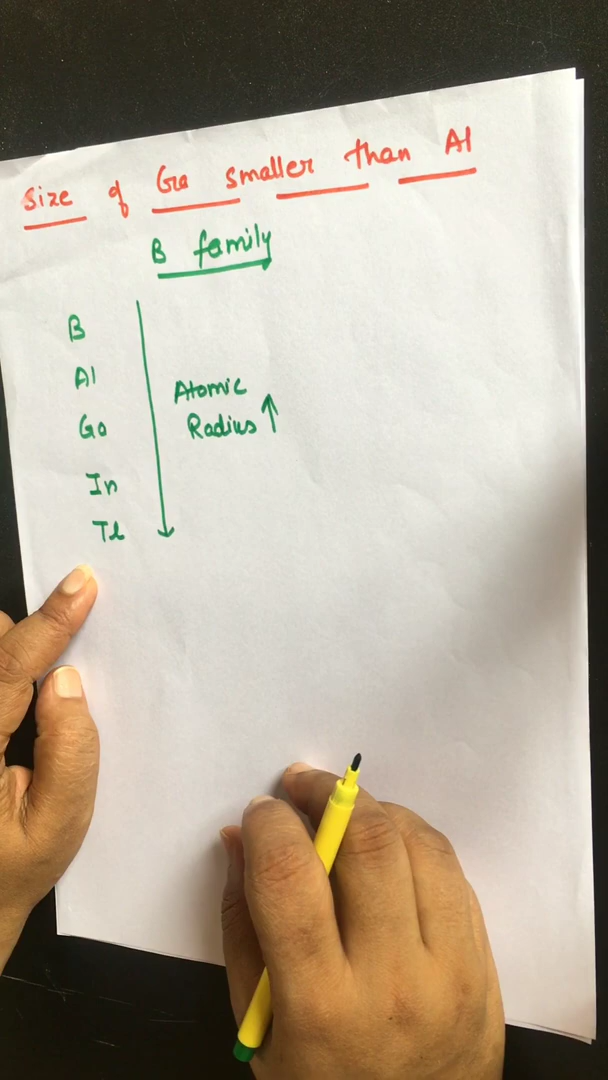 Size of Ga smaller than Al
B family
B
Al
Ga
In
Tl
Atomic
Radius ↑